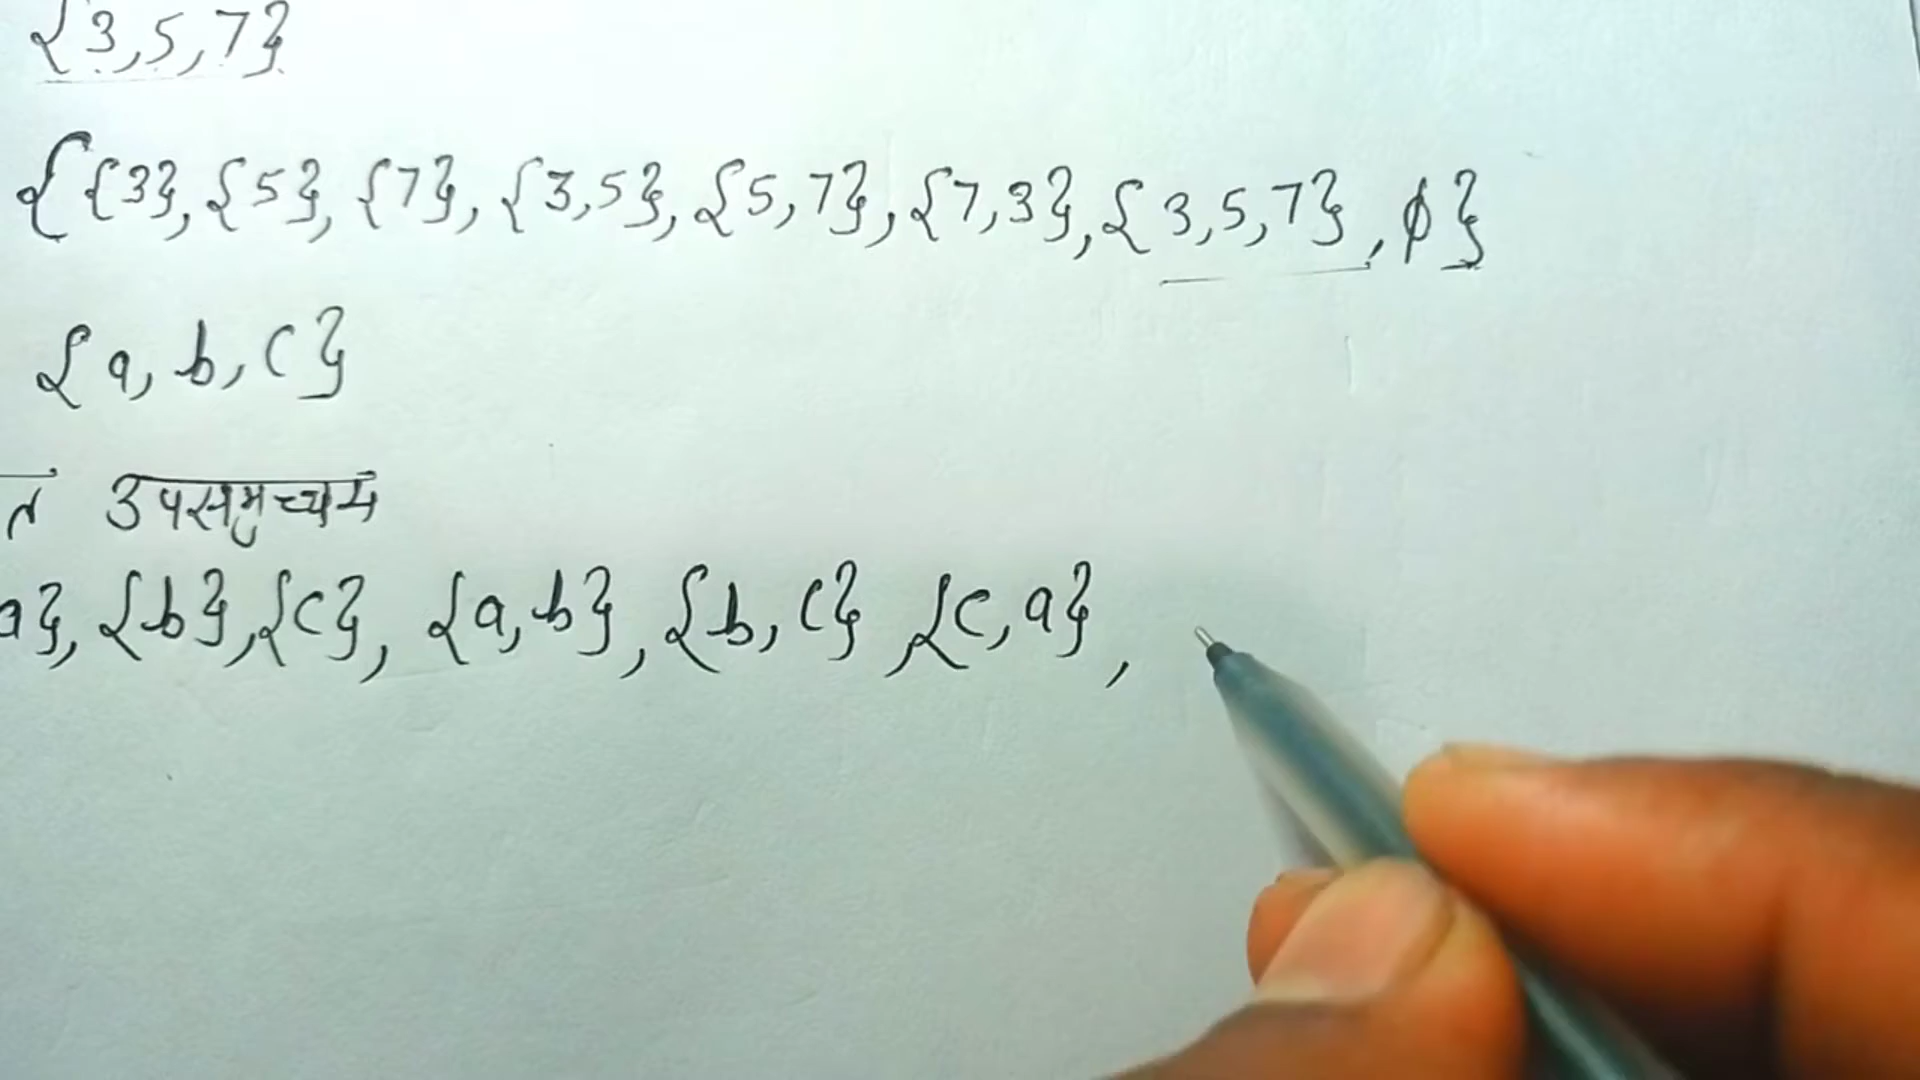 {3,5,7}
{{3}, {5}, {7}, {3,5}, {5,7}, {7,3}, {3,5,7}, ϕ}
{a, b, c}
त उपसमुच्चय
a}, {b}, {c}, {a,b}, {b, c}, {c, a},